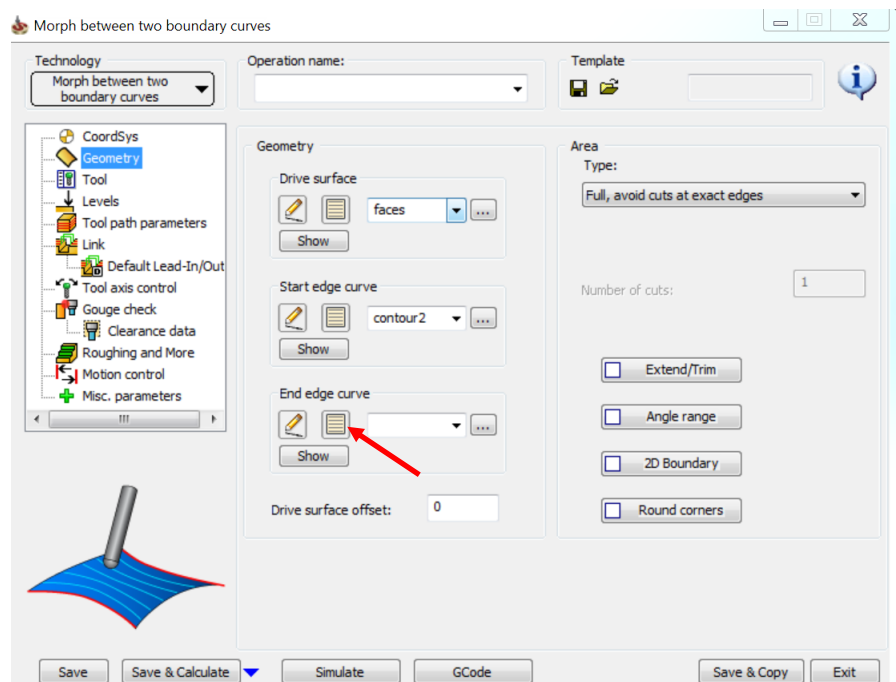 Morph between two boundary curves
Technology
Morph between two
boundary curves
Operation name:
Template
CoordSys
Geometry
Tool
Levels
Tool path parameters
Link
Default Lead-In/Out
Tool axis control
Gouge check
Clearance data
Roughing and More
Motion control
Misc. parameters
Geometry
Drive surface
faces
...
Show
Start edge curve
contour2
...
Show
End edge curve
...
Show
Drive surface offset: 0
Area
Type:
Full, avoid cuts at exact edges
Number of cuts: 1
Extend/Trim
Angle range
2D Boundary
Round corners
Save
Save & Calculate
Simulate
GCode
Save & Copy
Exit